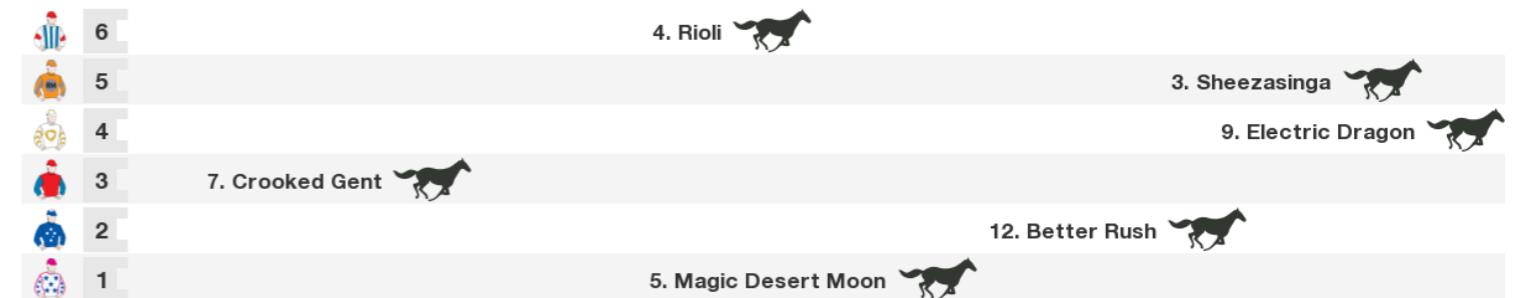 6 4. Rioli
5 3. Sheezasinga
4 9. Electric Dragon
3 7. Crooked Gent
2 12. Better Rush
1 5. Magic Desert Moon